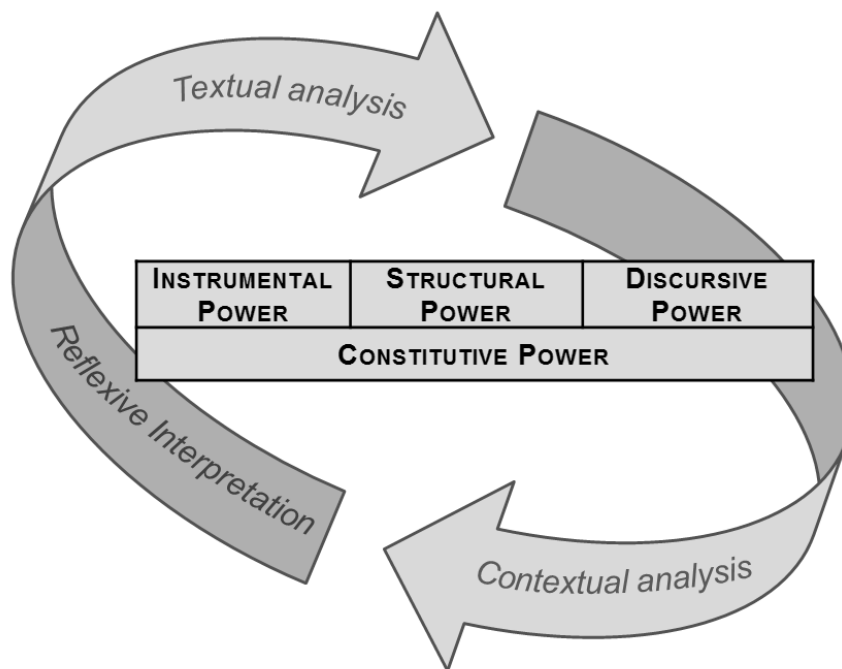 Textual analysis
INSTRUMENTAL POWER
STRUCTURAL POWER
DISCURSIVE POWER
CONSTITUTIVE POWER
Reflexive Interpretation
Contextual analysis